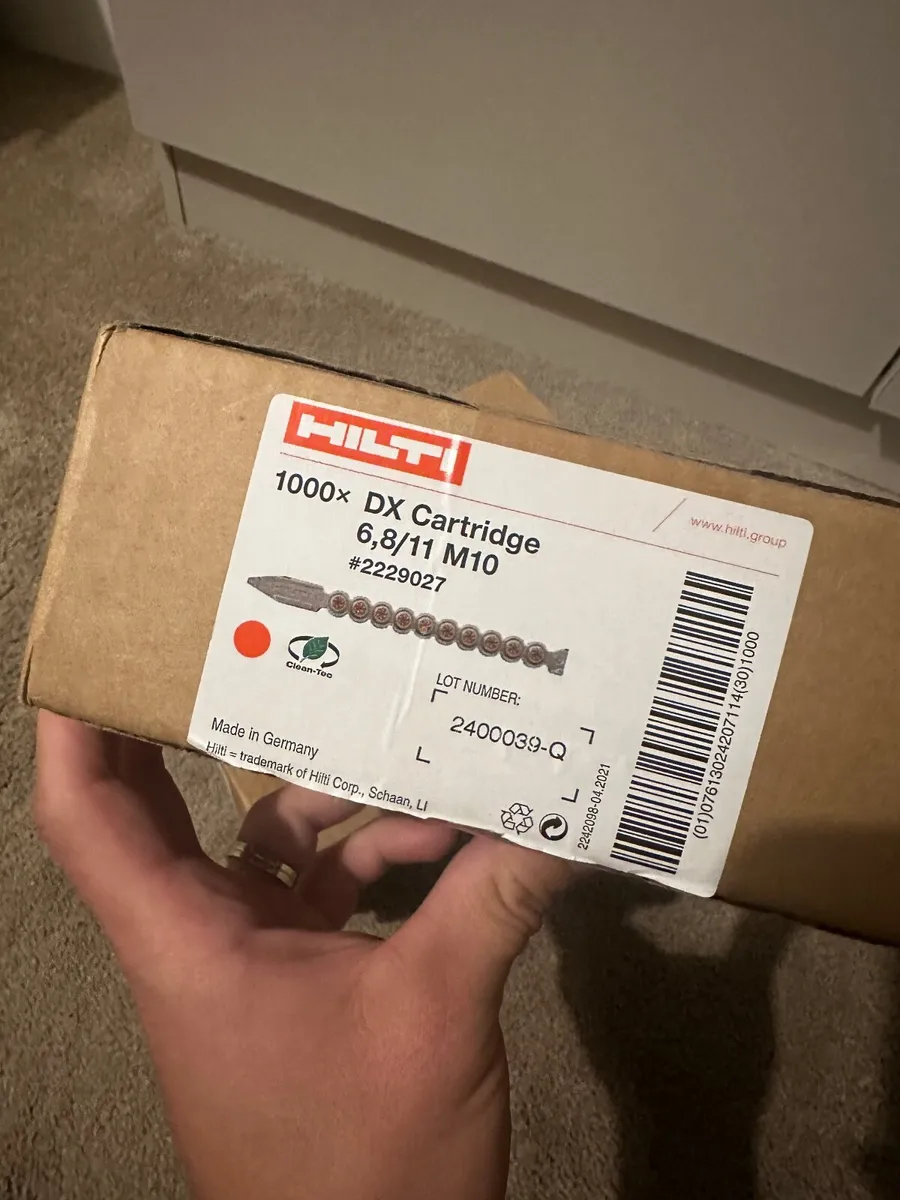 HILTI
www.hilti.group
1000× DX Cartridge
6,8/11 M10
#2229027
Clean-Tec
LOT NUMBER:
2400039-Q
Made in Germany
Hilti = trademark of Hilti Corp., Schaan, LI
2242098-04.2021
(01)07613024207114(30)1000